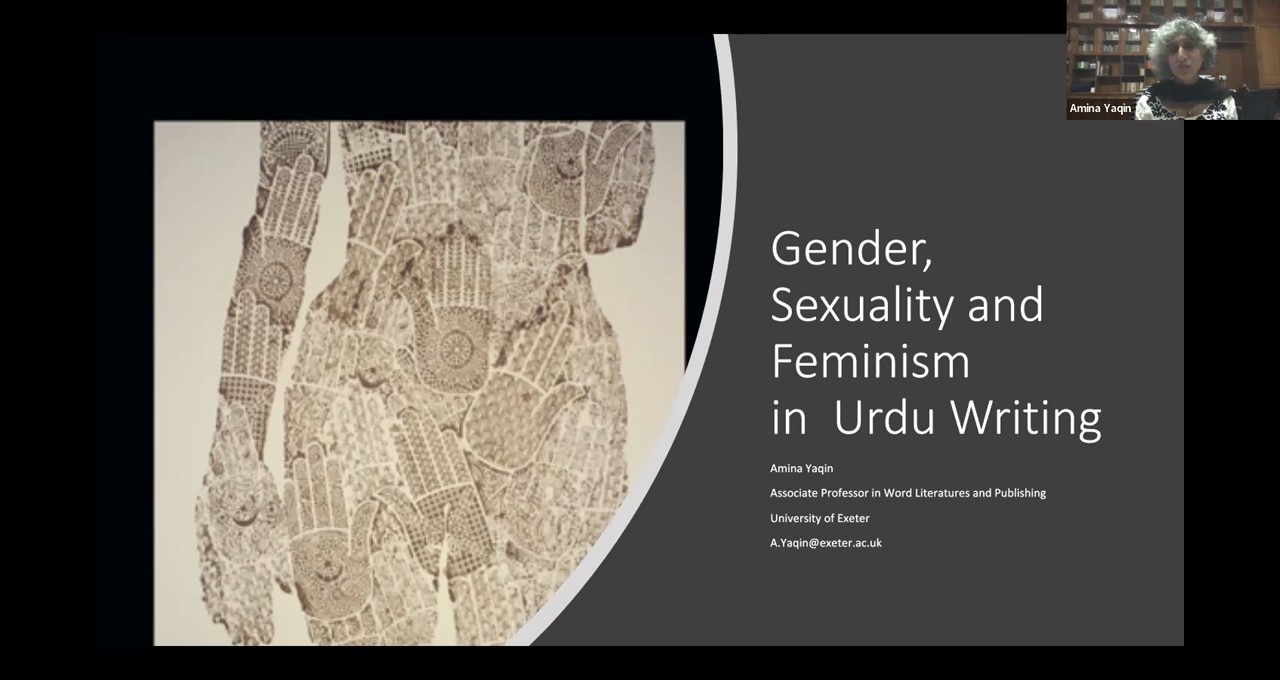 Amina Yaqin
Gender,
Sexuality and
Feminism
in Urdu Writing
Amina Yaqin
Associate Professor in Word Literatures and Publishing
University of Exeter
A.Yaqin@exeter.ac.uk